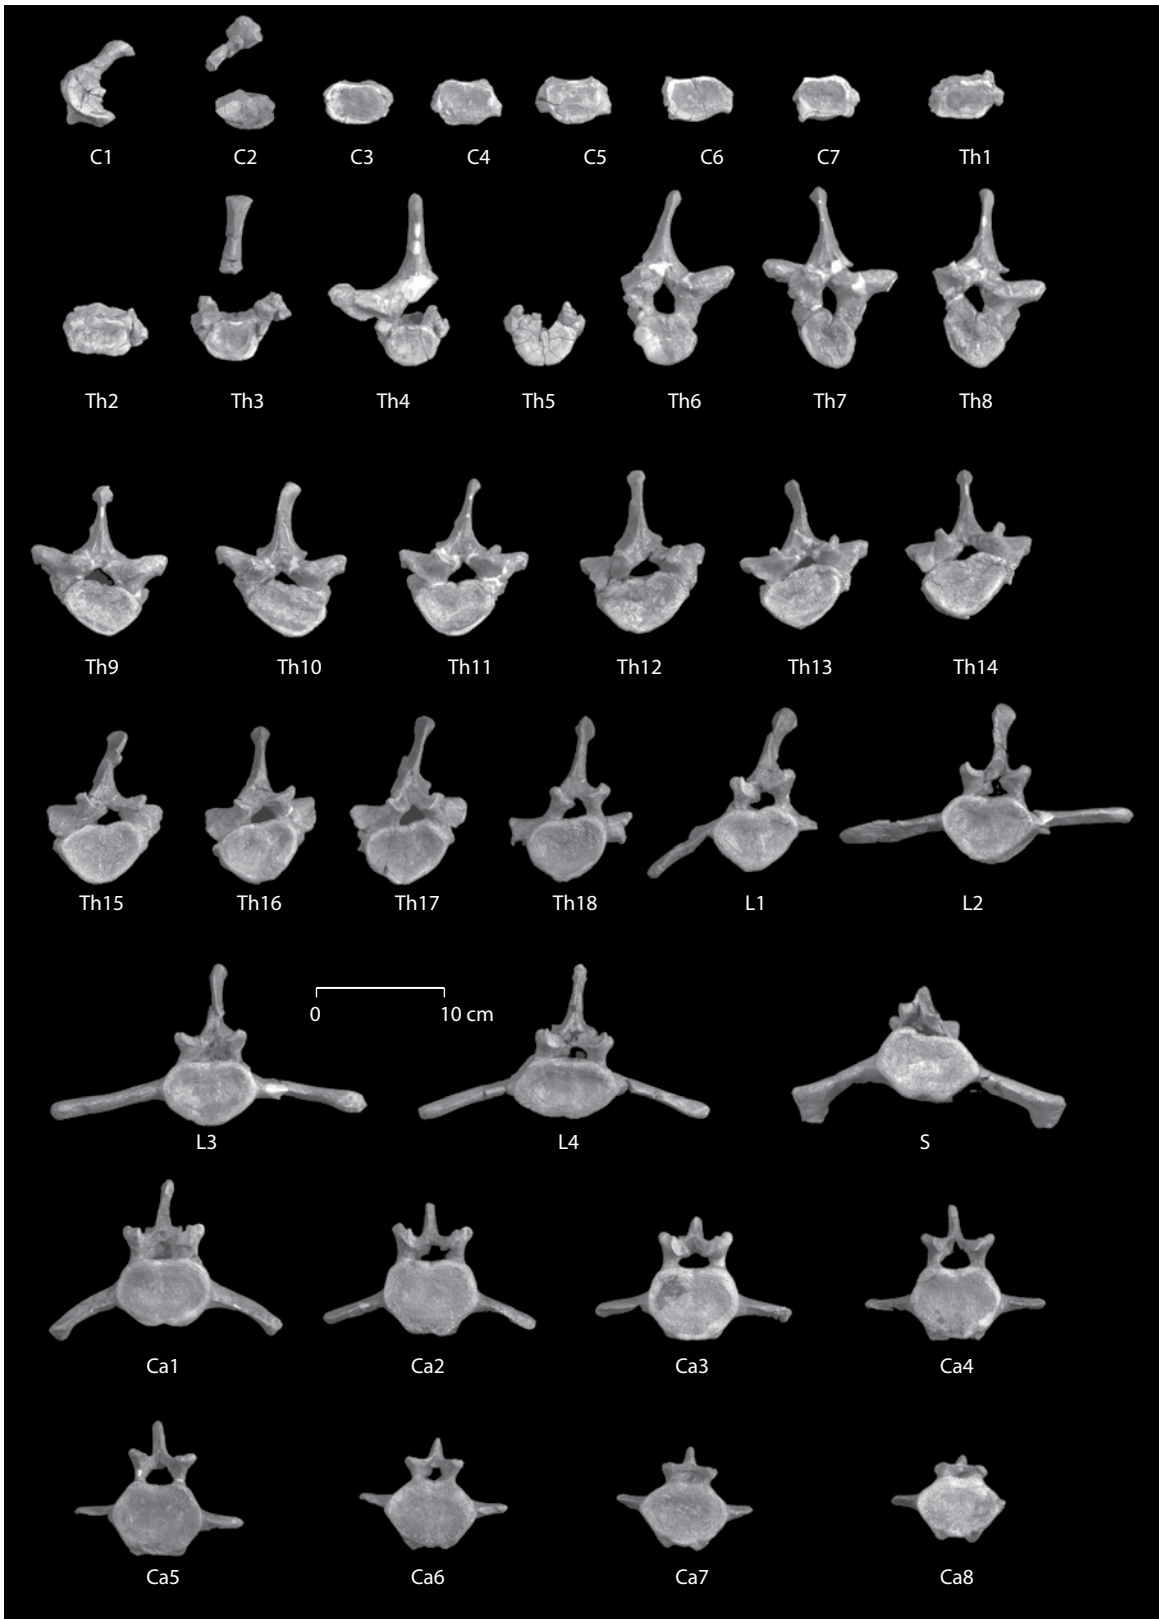 C1 C2 C3 C4 C5 C6 C7 Th1
Th2 Th3 Th4 Th5 Th6 Th7 Th8
Th9 Th10 Th11 Th12 Th13 Th14
Th15 Th16 Th17 Th18 L1 L2
0 10 cm
L3 L4 S
Ca1 Ca2 Ca3 Ca4
Ca5 Ca6 Ca7 Ca8